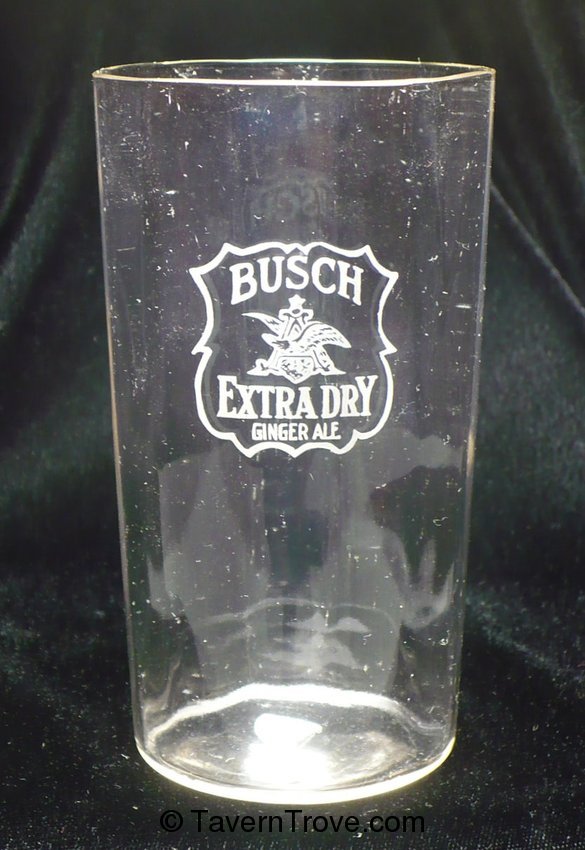 BUSCH
EXTRA DRY
GINGER ALE
© TavernTrove.com